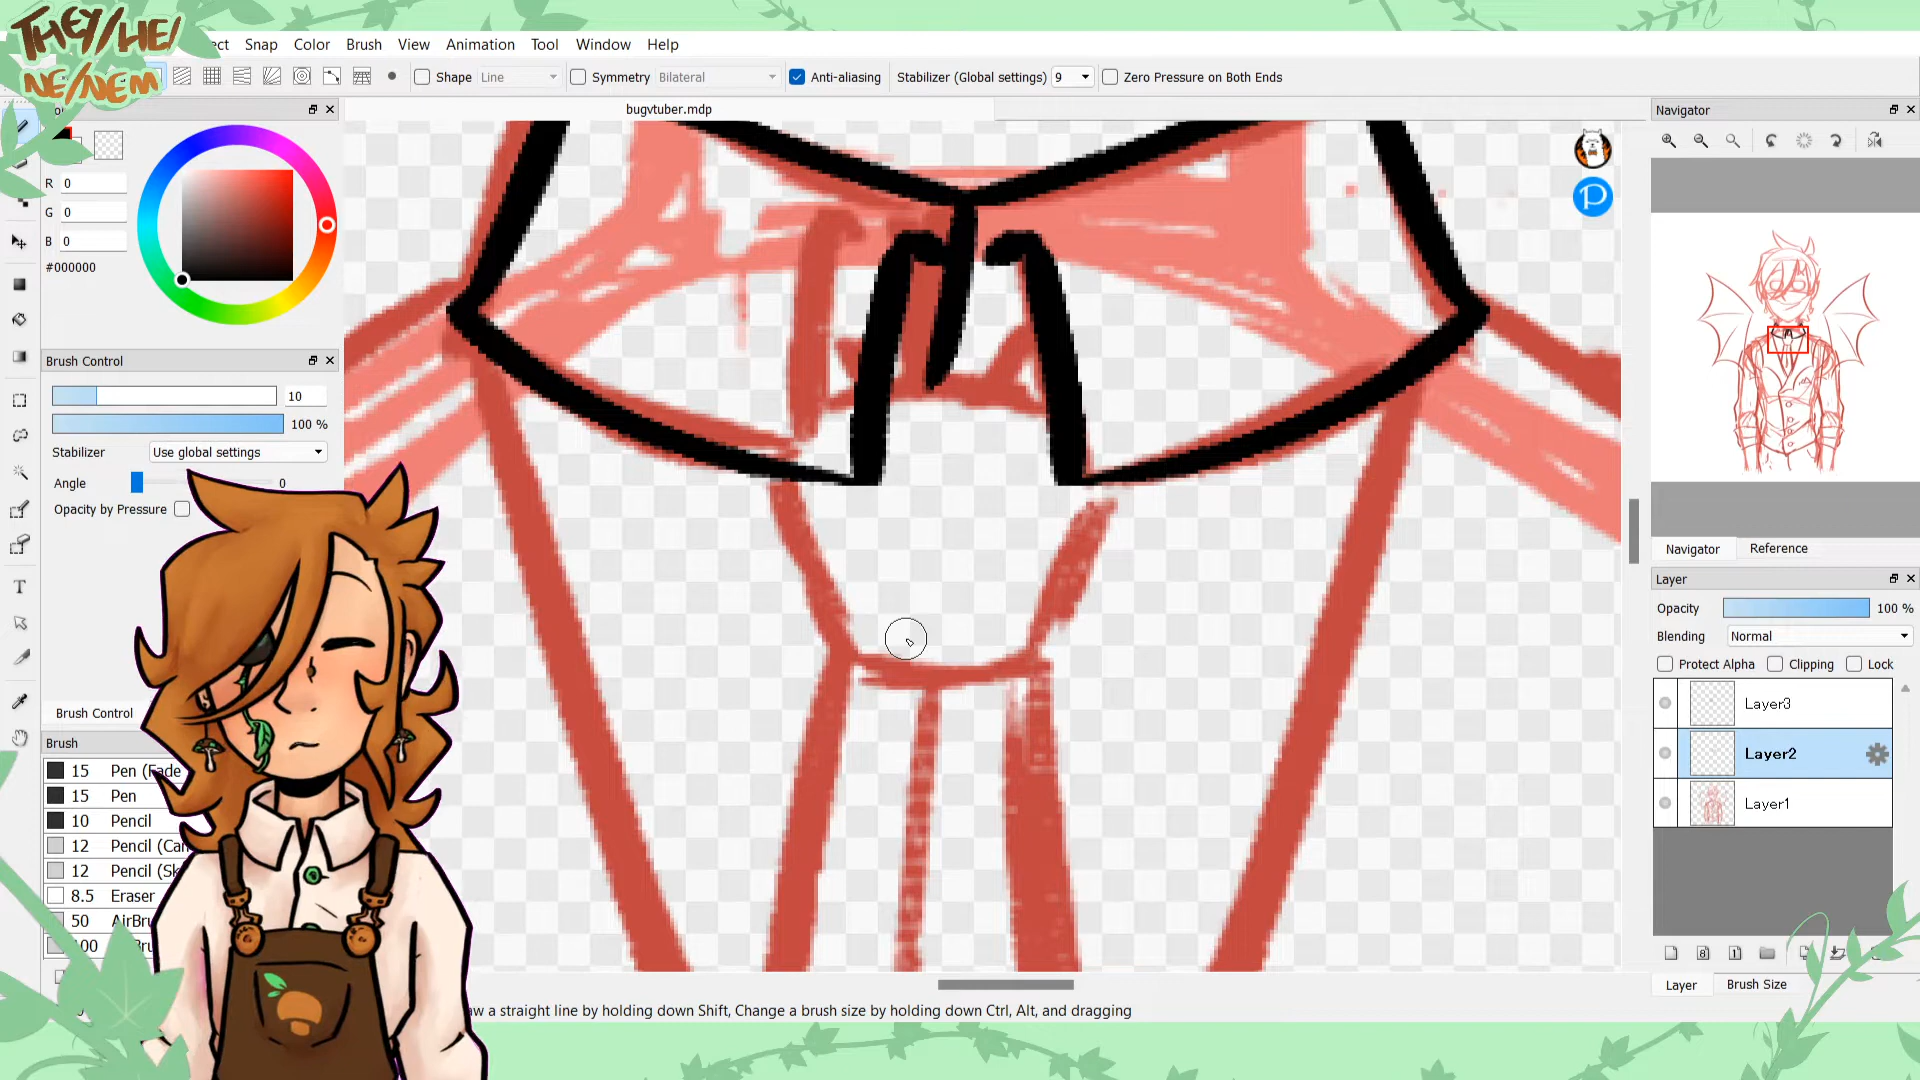 THEY/HE/
NE/NEM
ect Snap Color Brush View Animation Tool Window Help
Shape Line Symmetry Bilateral Anti-aliasing Stabilizer (Global settings) 9 Zero Pressure on Both Ends
bugvtuber.mdp
R 0
G 0
B 0
#000000
Brush Control
10
100 %
Stabilizer Use global settings
Angle 0
Opacity by Pressure
Brush Control
Brush
15 Pen (Fade
15 Pen
10 Pencil
12 Pencil (Can
12 Pencil (Sk
8.5 Eraser
50 AirBru
100
aw a straight line by holding down Shift, Change a brush size by holding down Ctrl, Alt, and dragging
P
Navigator
Navigator Reference
Layer
Opacity 100 %
Blending Normal
Protect Alpha Clipping Lock
Layer3
Layer2
Layer1
8 1
Layer Brush Size